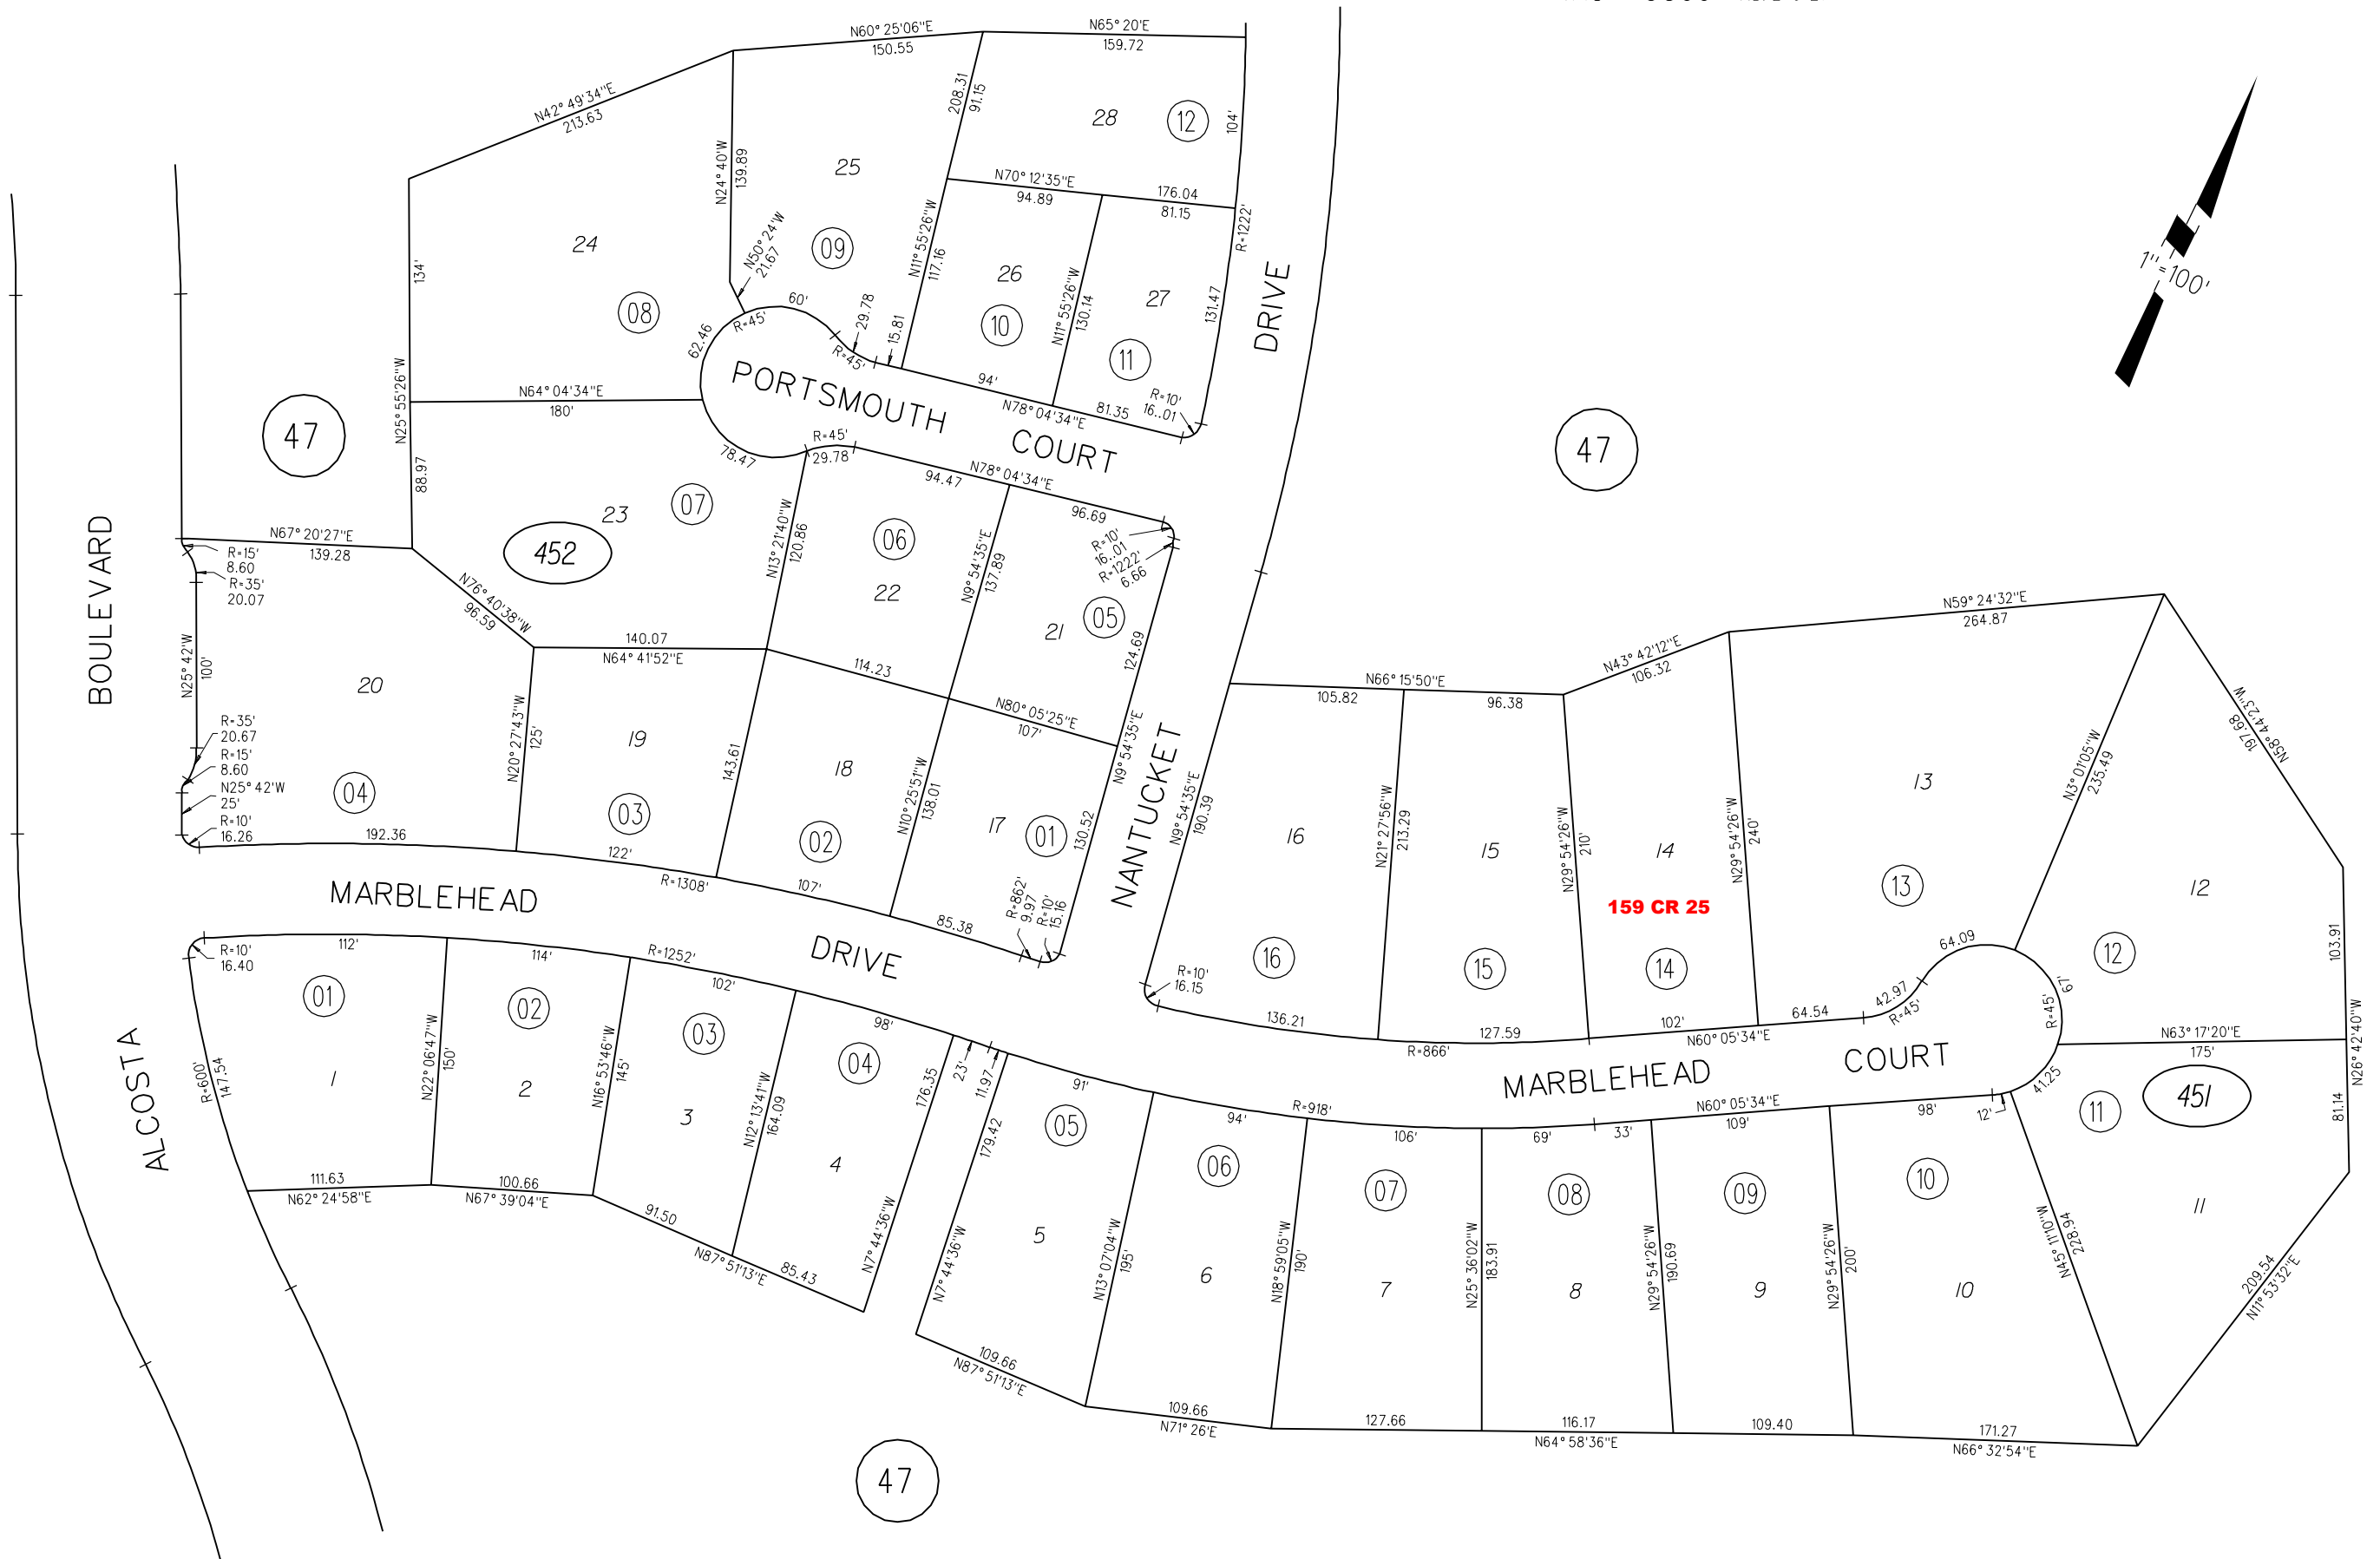 N60°25'06"E
150.55
N65°20'E
159.72
N42°49'34"E
213.63
N24°40'W
139.89
25
09
208.31
91.15
28
12
104'
N70°12'35"E
94.89
176.04
81.15
R=1222'
1"=100'
24
08
134'
N50°24'W
21.67
60'
R=45'
62.46
29.78
R=45'
15.81
N11°55'26"W
117.16
26
10
N11°55'26"W
130.14
27
11
131.47
DRIVE
N25°55'26"W
N64°04'34"E
180'
PORTSMOUTH
COURT
94'
N78°04'34"E
81.35
R=10'
16..01
47
47
88.97
78.47
R=45'
29.78
N78°04'34"E
94.47
96.69
R=10'
16..01
R=1222'
6.66
23
07
452
N13°21'40"W
120.86
06
22
N9°54'35"E
137.89
05
21
124.69
BOULEVARD
N67°20'27"E
139.28
R=15'
8.60
R=35'
20.07
N76°40'38"W
96.59
140.07
N64°41'52"E
N25°42'W
100'
20
04
R=35'
20.67
R=15'
8.60
N25°42'W
25'
R=10'
16.26
192.36
N20°27'43"W
125'
19
03
122'
143.61
114.23
18
02
N80°05'25"E
107'
N9°54'35"E
N10°25'51"W
138.01
17
01
130.52
R=1308'
107'
85.38
R=862'
9.97
R=10'
15.16
NANTUCKET
N9°54'35"E
190.39
N66°15'50"E
105.82
96.38
N43°42'12"E
106.32
N59°24'32"E
264.87
16
16
N21°27'56"W
213.29
15
15
N29°54'26"W
210'
14
159 CR 25
14
N29°54'26"W
240'
13
13
N3°01'05"W
235.49
N58°44'23"W
197.68
12
12
103.91
R=10'
16.15
136.21
R=866'
127.59
102'
N60°05'34"E
64.54
42.97
R=45'
64.09
67'
R=45'
41.25
N63°17'20"E
175'
N26°42'40"W
81.14
MARBLEHEAD
DRIVE
MARBLEHEAD
COURT
ALCOSTA
R=10'
16.40
112'
114'
R=1252'
102'
98'
23'
11.97
01
1
R=600'
147.54
N22°06'47"W
150'
02
2
N16°53'46"W
145'
03
3
N12°13'41"W
164.09
04
4
176.35
N7°44'36"W
111.63
N62°24'58"E
100.66
N67°39'04"E
91.50
N87°51'13"E
85.43
179.42
N7°44'36"W
91'
05
5
109.66
N87°51'13"E
N13°07'04"W
195'
94'
R=918'
06
6
109.66
N71°26'E
N18°59'05"W
190'
106'
07
7
127.66
N25°36'02"W
183.91
69'
33'
08
8
116.17
N64°58'36"E
N29°54'26"W
190.69
N60°05'34"E
109'
09
9
109.40
N29°54'26"W
200'
98'
12'
10
10
171.27
N66°32'54"E
N45°11'10"W
228.94
11
451
11
209.54
N11°53'32"E
47